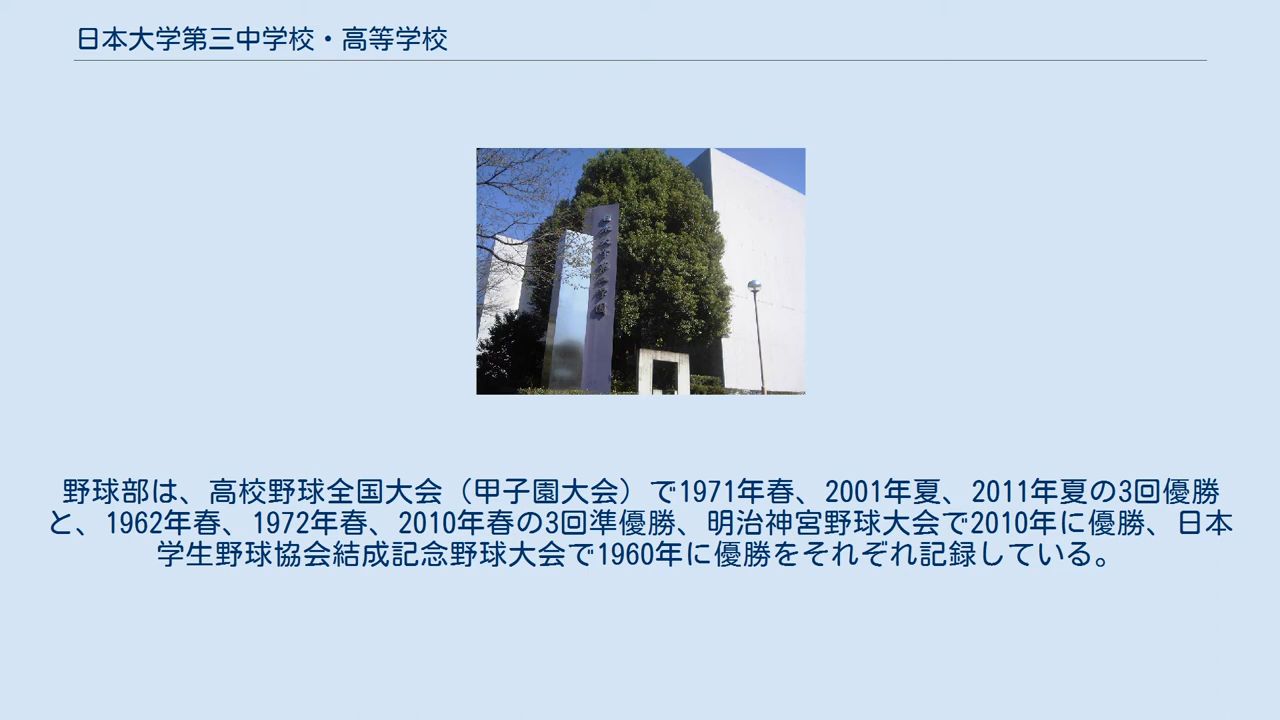 日本大学第三中学校・高等学校
野球部は、高校野球全国大会（甲子園大会）で1971年春、2001年夏、2011年夏の3回優勝
と、1962年春、1972年春、2010年春の3回準優勝、明治神宮野球大会で2010年に優勝、日本
学生野球協会結成記念野球大会で1960年に優勝をそれぞれ記録している。